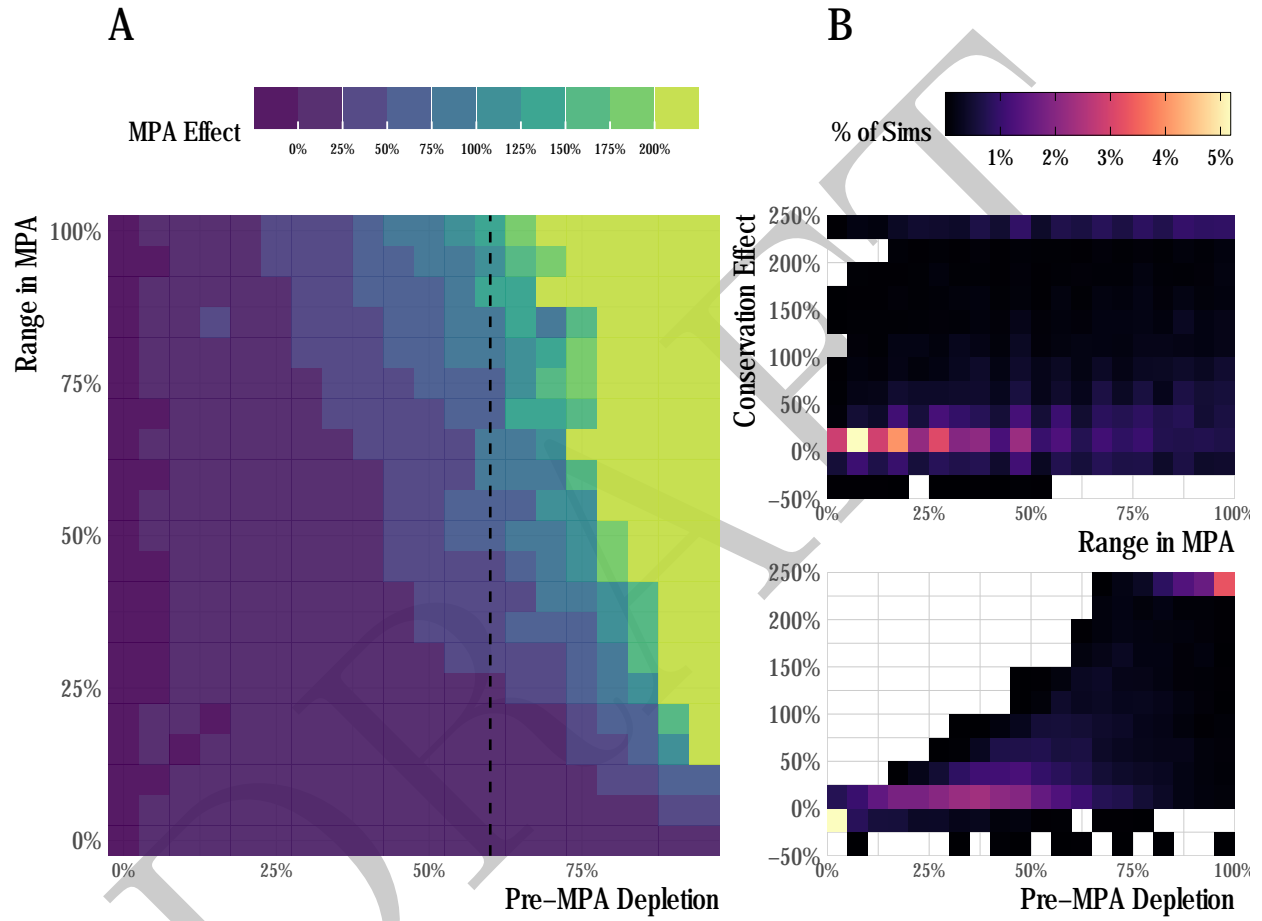 A
B
MPA Effect
0% 25% 50% 75% 100% 125% 150% 175% 200%
% of Sims
1% 2% 3% 4% 5%
Range in MPA
100%
75%
50%
25%
0%
0% 25% 50% 75%
Pre−MPA Depletion
Conservation Effect
250%
200%
150%
100%
50%
0%
−50%
0% 25% 50% 75% 100%
Range in MPA
250%
200%
150%
100%
50%
0%
−50%
0% 25% 50% 75% 100%
Pre−MPA Depletion
DRAFT